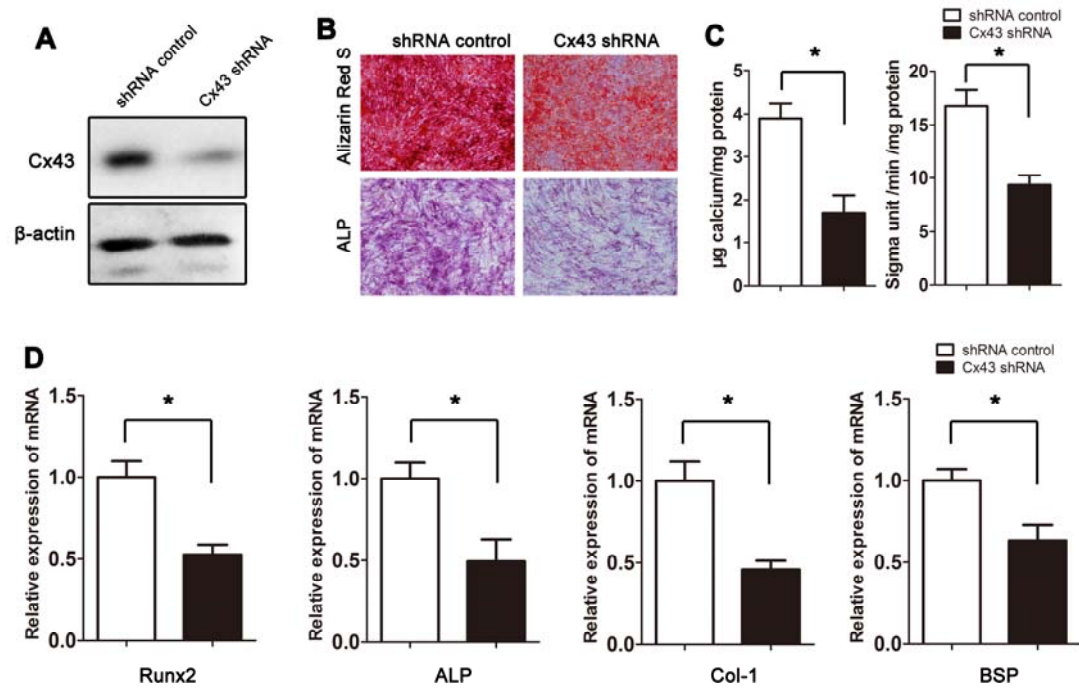 A
shRNA control
Cx43 shRNA
Cx43
β-actin
B
shRNA control
Cx43 shRNA
Alizarin Red S
ALP
C
shRNA control
Cx43 shRNA
µg calcium/mg protein
5
4
3
2
1
0
*
Sigma unit /min /mg protein
20
15
10
5
0
*
D
shRNA control
Cx43 shRNA
Relative expression of mRNA
1.5
1.0
0.5
0.0
*
Runx2
Relative expression of mRNA
1.5
1.0
0.5
0.0
*
ALP
Relative expression of mRNA
1.5
1.0
0.5
0.0
*
Col-1
Relative expression of mRNA
1.5
1.0
0.5
0.0
*
BSP